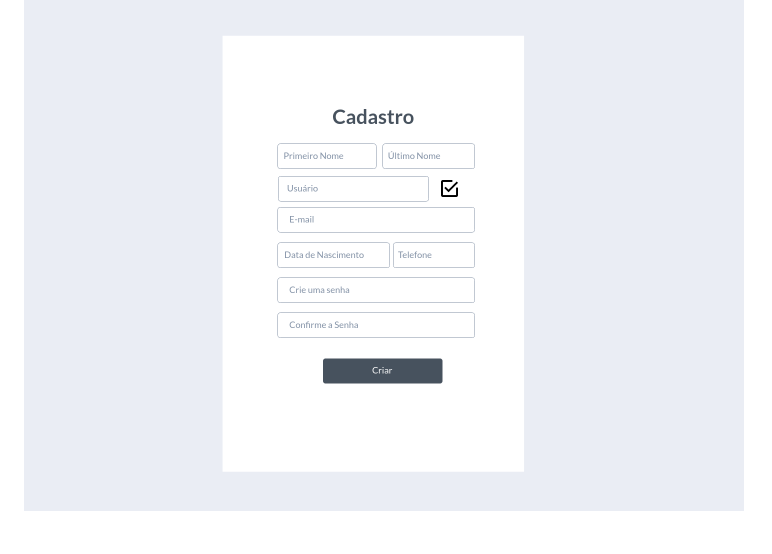 Cadastro
Primeiro Nome
Último Nome
Usuário
E-mail
Data de Nascimento
Telefone
Crie uma senha
Confirme a Senha
Criar